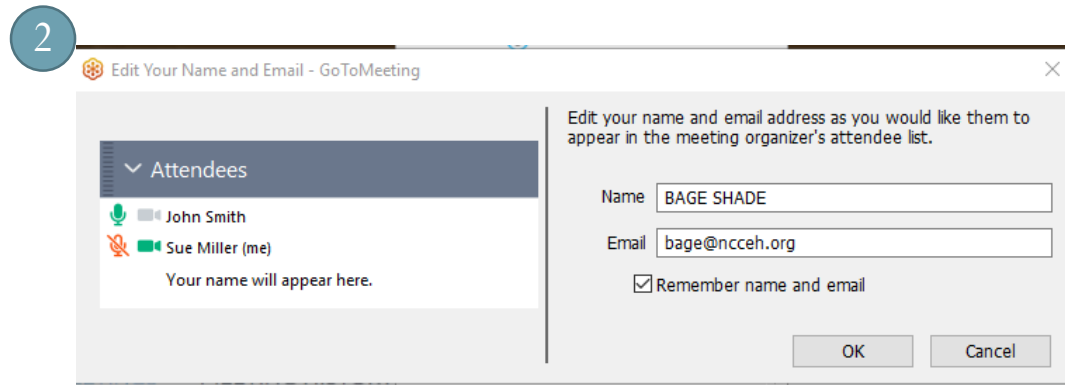 2
Edit Your Name and Email - GoToMeeting
Attendees
John Smith
Sue Miller (me)
Your name will appear here.
Edit your name and email address as you would like them to
appear in the meeting organizer's attendee list.
Name BAGE SHADE
Email bage@ncceh.org
Remember name and email
OK Cancel